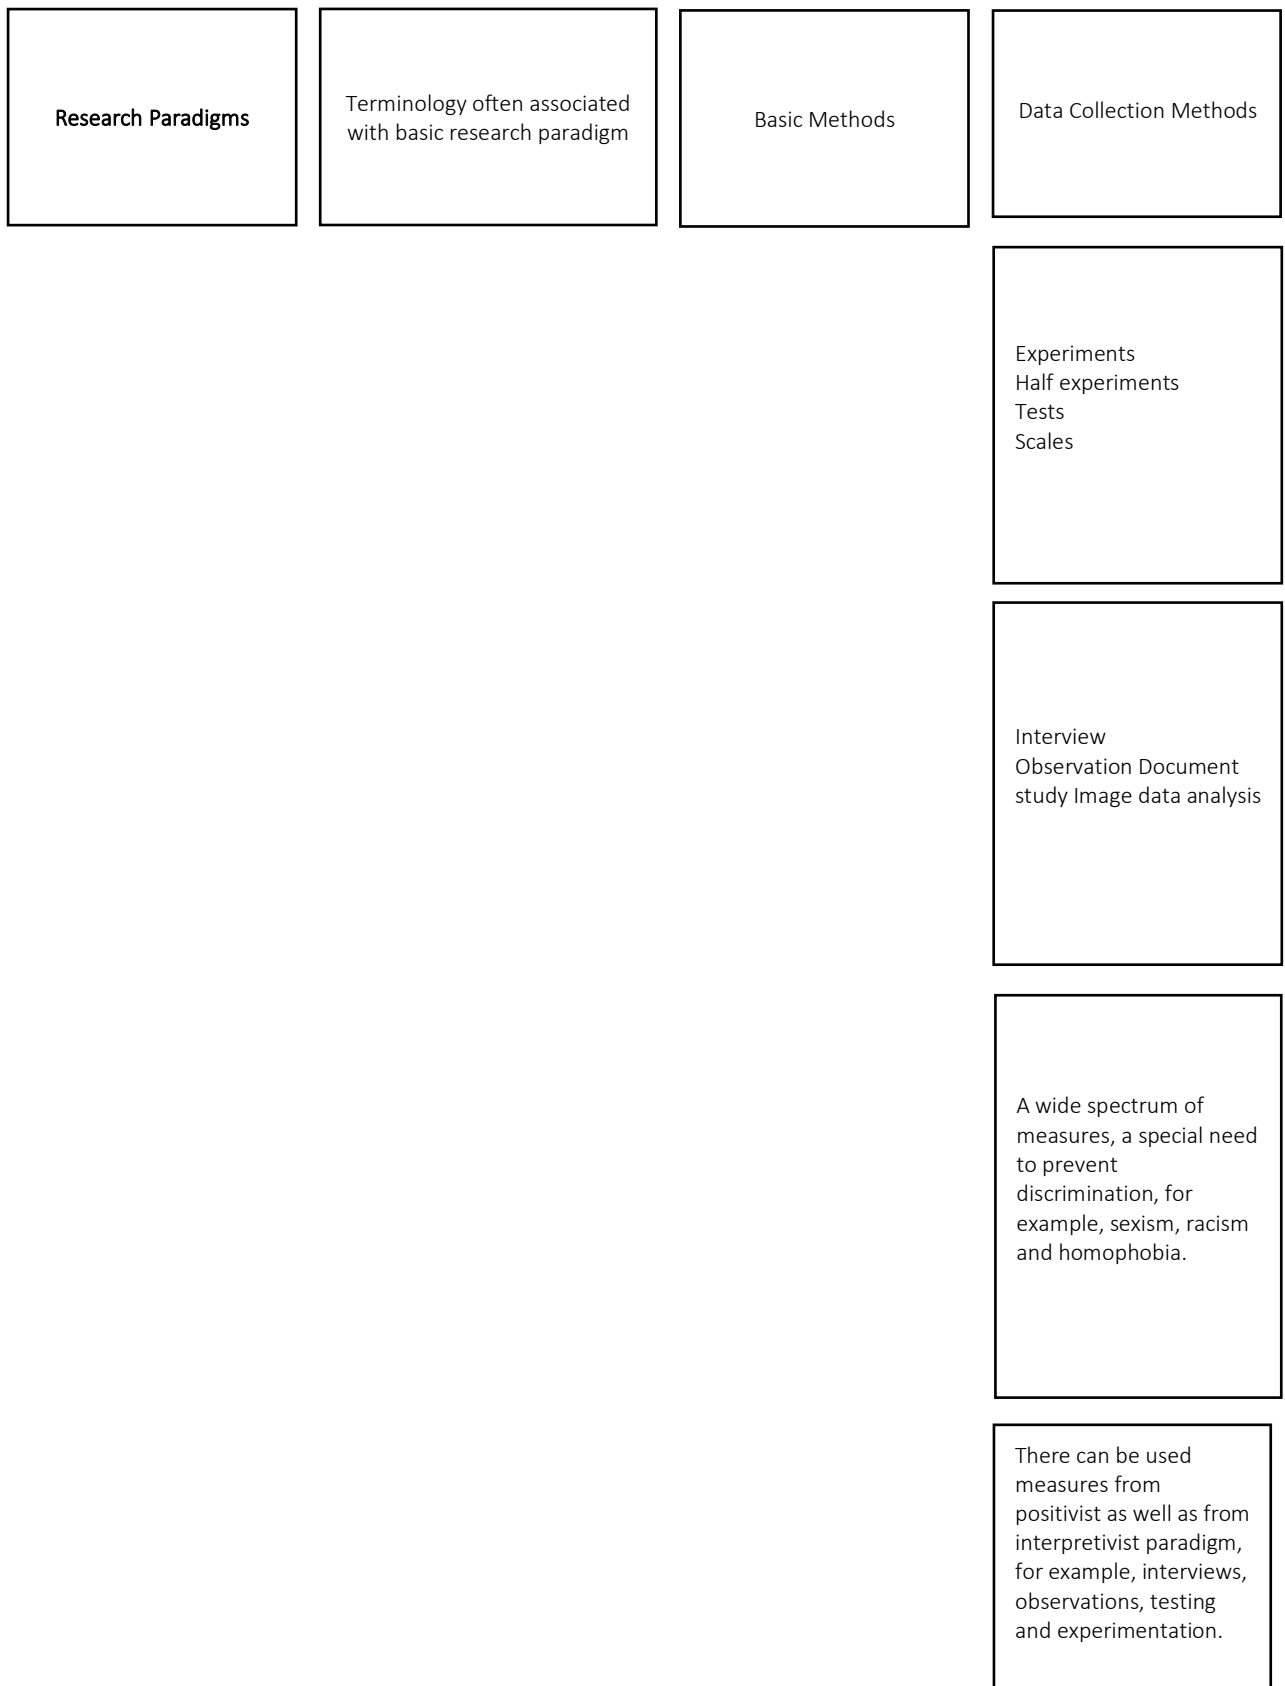 Research Paradigms
Terminology often associated
with basic research paradigm
Basic Methods
Data Collection Methods
Experiments
Half experiments
Tests
Scales
Interview
Observation Document
study Image data analysis
A wide spectrum of
measures, a special need
to prevent
discrimination, for
example, sexism, racism
and homophobia.
There can be used
measures from
positivist as well as from
interpretivist paradigm,
for example, interviews,
observations, testing
and experimentation.